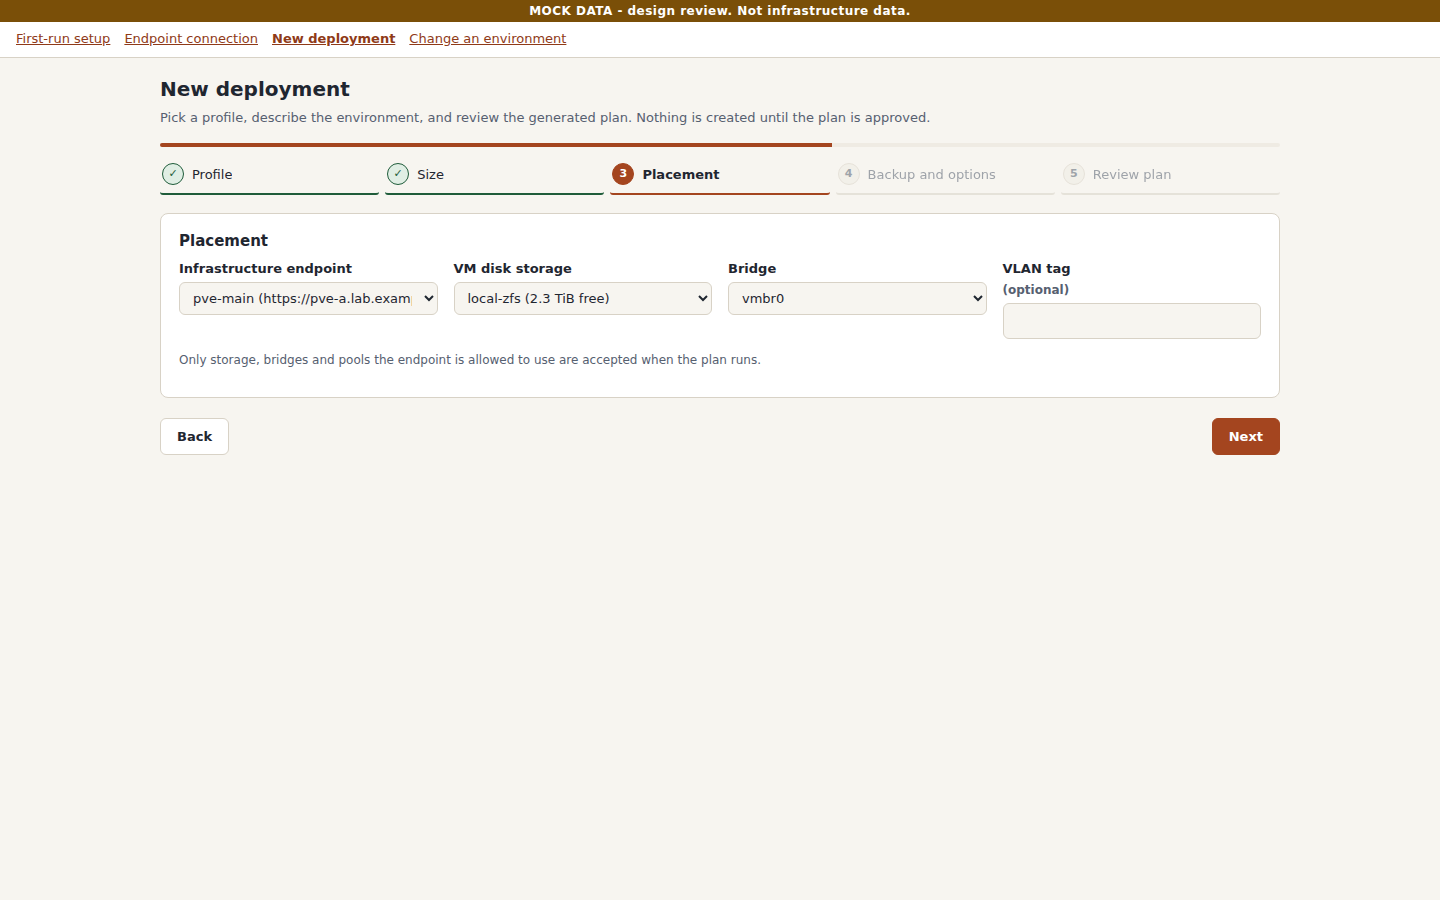 MOCK DATA - design review. Not infrastructure data.
First-run setup Endpoint connection New deployment Change an environment
New deployment
Pick a profile, describe the environment, and review the generated plan. Nothing is created until the plan is approved.
✓ Profile ✓ Size 3 Placement 4 Backup and options 5 Review plan
Placement
Infrastructure endpoint VM disk storage Bridge VLAN tag
(optional)
pve-main (https://pve-a.lab.exam local-zfs (2.3 TiB free) vmbr0
Only storage, bridges and pools the endpoint is allowed to use are accepted when the plan runs.
Back Next